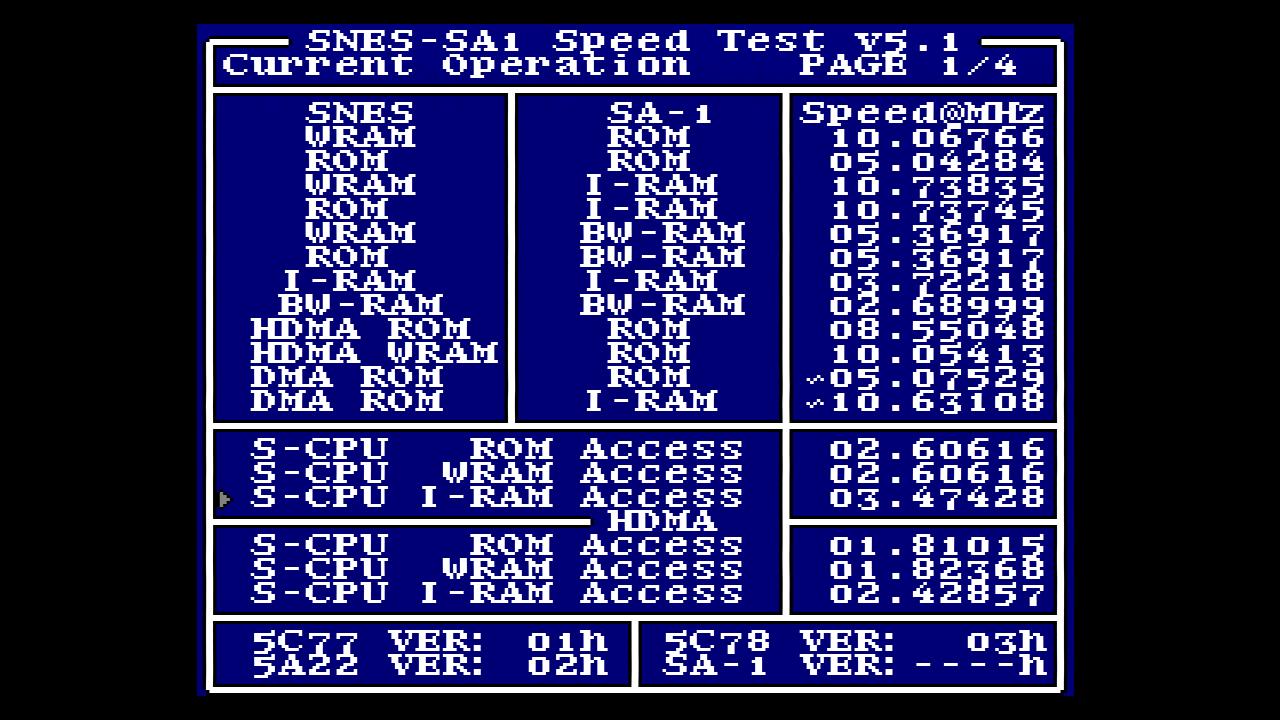 SNES-SA1 Speed Test v5.1
Current Operation PAGE 1/4
SNES SA-1 Speed@MHz
WRAM ROM 10.06766
ROM ROM 05.04284
WRAM I-RAM 10.73835
ROM I-RAM 10.73745
WRAM BW-RAM 05.36917
ROM BW-RAM 05.36917
I-RAM I-RAM 03.72218
BW-RAM BW-RAM 02.68999
HDMA ROM ROM 08.55048
HDMA WRAM ROM 10.05413
DMA ROM ROM ~05.07529
DMA ROM I-RAM ~10.63108
S-CPU ROM Access 02.60616
S-CPU WRAM Access 02.60616
S-CPU I-RAM Access 03.47428
HDMA
S-CPU ROM Access 01.81015
S-CPU WRAM Access 01.82368
S-CPU I-RAM Access 02.42857
5C77 VER: 01h 5C78 VER: 03h
5A22 VER: 02h SA-1 VER: ----h